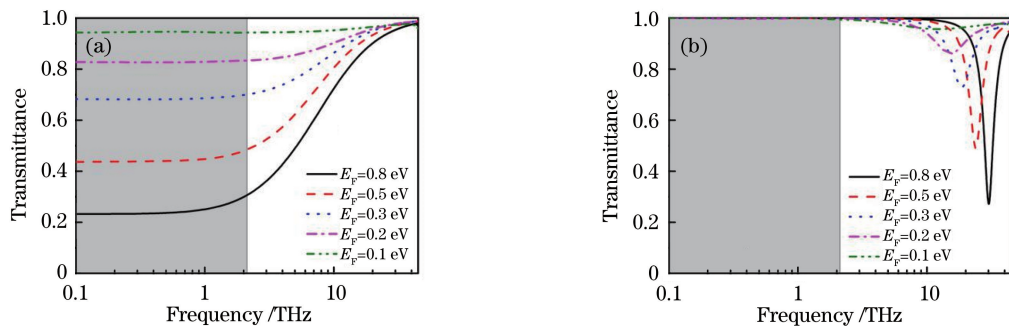 (a)
Transmittance
1.0
0.8
0.6
0.4
0.2
0
E_F=0.8 eV
E_F=0.5 eV
E_F=0.3 eV
E_F=0.2 eV
E_F=0.1 eV
0.1
1
10
Frequency /THz
(b)
Transmittance
1.0
0.8
0.6
0.4
0.2
0
E_F=0.8 eV
E_F=0.5 eV
E_F=0.3 eV
E_F=0.2 eV
E_F=0.1 eV
0.1
1
10
Frequency /THz